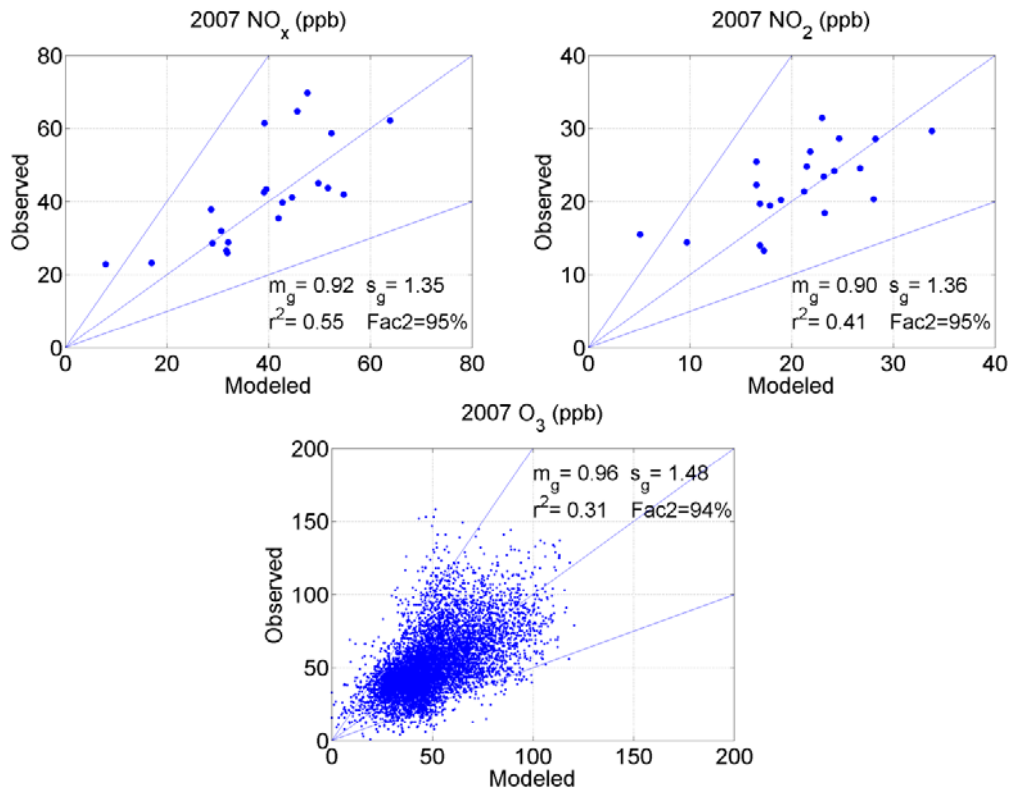 2007 NOx (ppb)
80
60
40
20
0
0 20 40 60 80
Observed
Modeled
mg= 0.92 sg= 1.35
r2= 0.55 Fac2=95%
2007 NO2 (ppb)
40
30
20
10
0
0 10 20 30 40
Observed
Modeled
mg= 0.90 sg= 1.36
r2= 0.41 Fac2=95%
2007 O3 (ppb)
200
150
100
50
0
0 50 100 150 200
Observed
Modeled
mg= 0.96 sg= 1.48
r2= 0.31 Fac2=94%